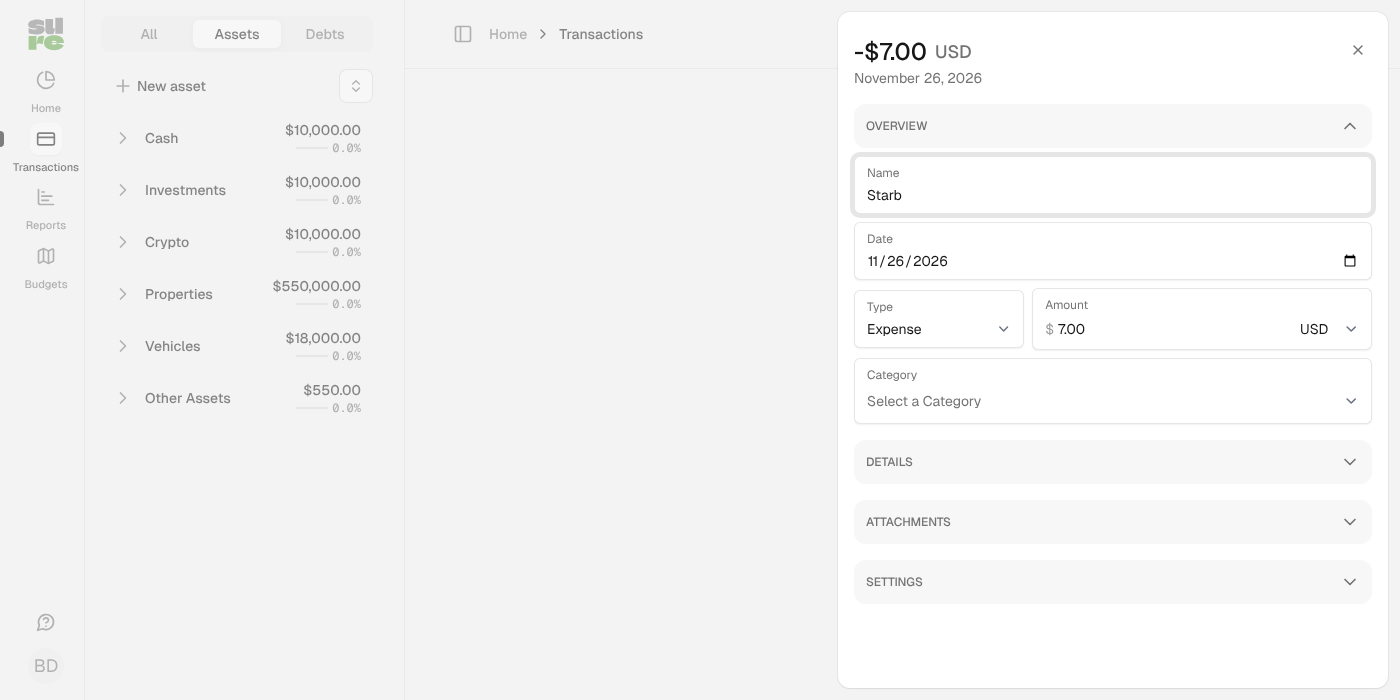 sure
Home
Transactions
Reports
Budgets
BD
All Assets Debts
New asset
Cash $10,000.00
0.0%
Investments $10,000.00
0.0%
Crypto $10,000.00
0.0%
Properties $550,000.00
0.0%
Vehicles $18,000.00
0.0%
Other Assets $550.00
0.0%
Home Transactions
-$7.00 USD
November 26, 2026
OVERVIEW
Name
Starb
Date
11/26/2026
Type
Expense
Amount
$ 7.00 USD
Category
Select a Category
DETAILS
ATTACHMENTS
SETTINGS